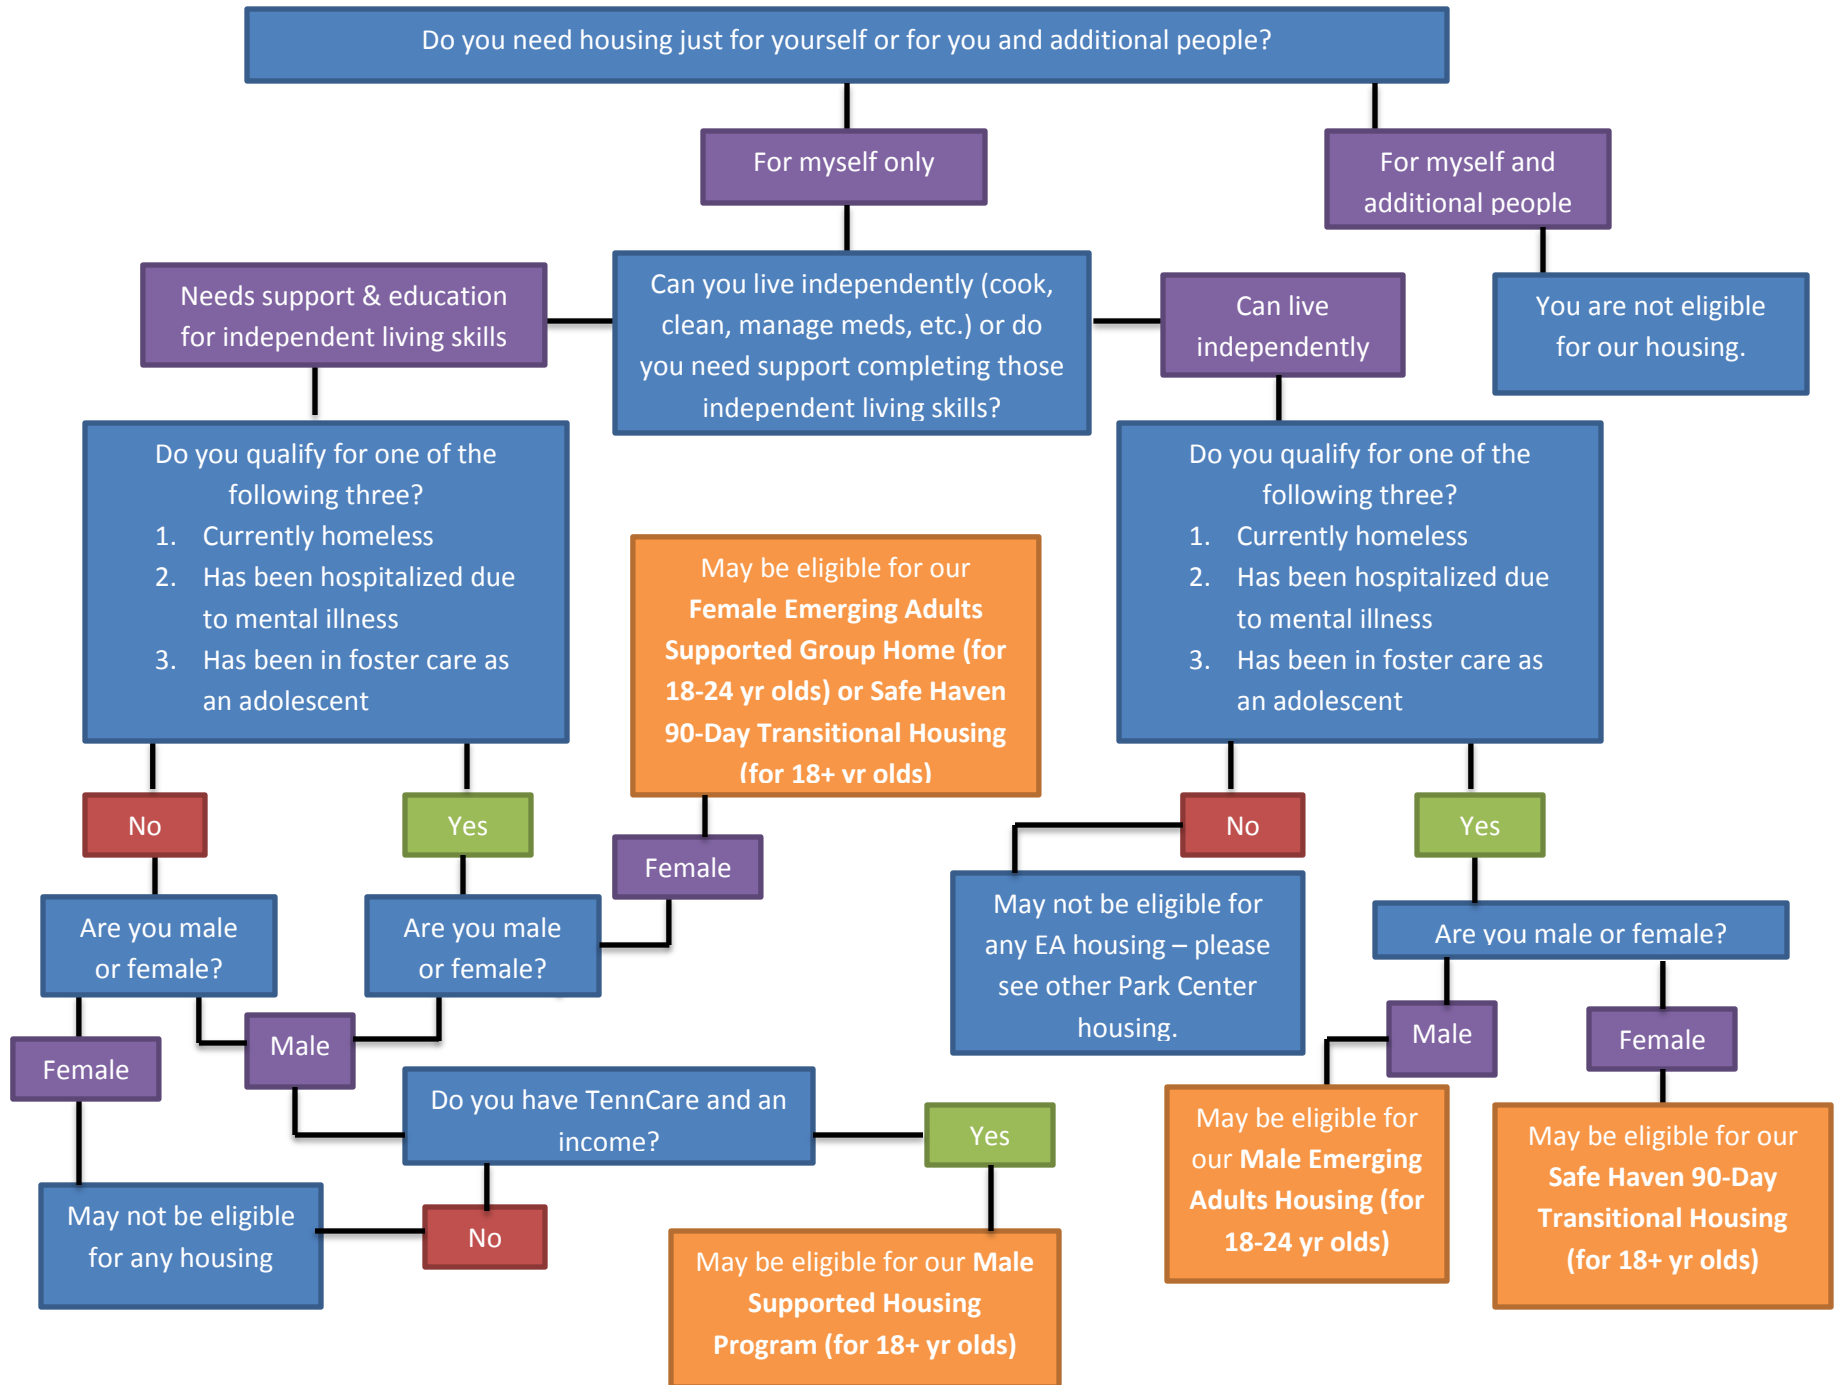 Do you need housing just for yourself or for you and additional people?
For myself only
For myself and
additional people
Needs support & education
for independent living skills
Can you live independently (cook,
clean, manage meds, etc.) or do
you need support completing those
independent living skills?
Can live
independently
You are not eligible
for our housing.
Do you qualify for one of the
following three?
1. Currently homeless
2. Has been hospitalized due
to mental illness
3. Has been in foster care as
an adolescent
May be eligible for our
Female Emerging Adults
Supported Group Home (for
18-24 yr olds) or Safe Haven
90-Day Transitional Housing
(for 18+ yr olds)
Do you qualify for one of the
following three?
1. Currently homeless
2. Has been hospitalized due
to mental illness
3. Has been in foster care as
an adolescent
No
Yes
Female
No
Yes
Are you male
or female?
Are you male
or female?
May not be eligible for
any EA housing – please
see other Park Center
housing.
Are you male or female?
Female
Male
Male
Female
Do you have TennCare and an
income?
Yes
May be eligible for
our Male Emerging
Adults Housing (for
18-24 yr olds)
May be eligible for our
Safe Haven 90-Day
Transitional Housing
(for 18+ yr olds)
May not be eligible
for any housing
No
May be eligible for our Male
Supported Housing
Program (for 18+ yr olds)